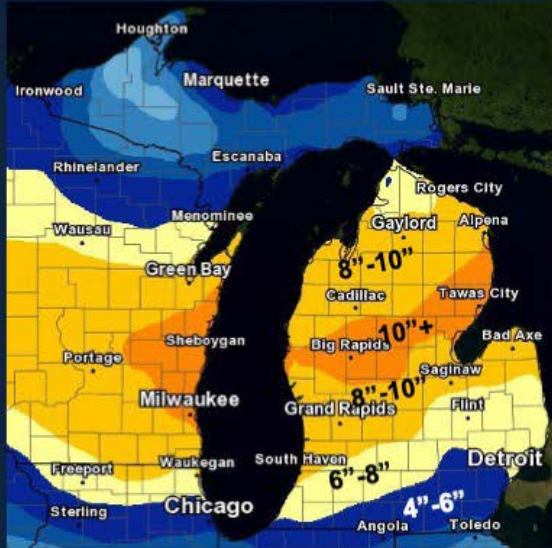 Houghton
Marquette
Ironwood
Sault Ste. Marie
Escanaba
Rhinelander
Rogers City
Menominee
Gaylord
Alpena
Wausau
Green Bay
8”-10”
Cadillac
Tawas City
10”+
Bad Axe
Sheboygan
Big Rapids
Portage
Saginaw
8”-10”
Milwaukee
Grand Rapids
Flint
Freeport
Waukegan
South Haven
Detroit
6”-8”
Chicago
4”-6”
Sterling
Angola
Toledo